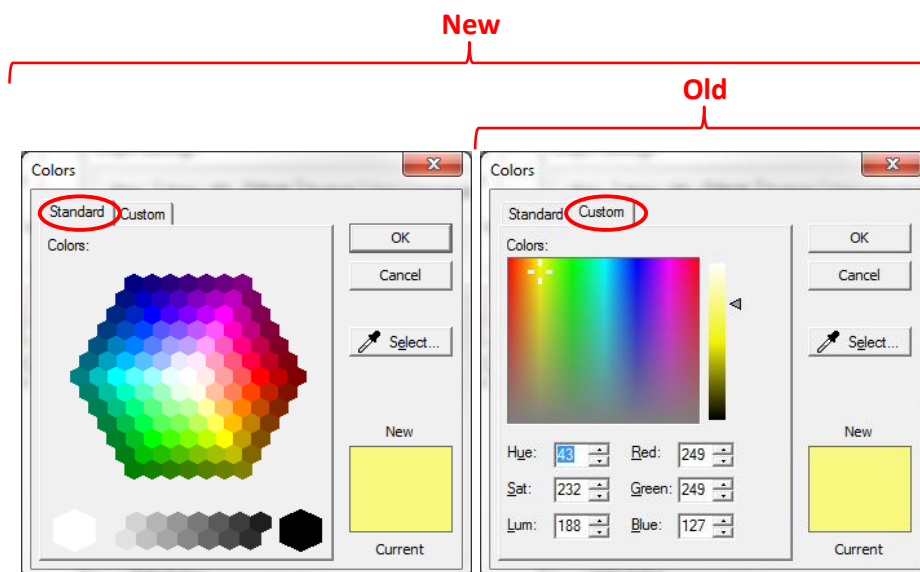 New
Old
Colors
Standard Custom
Colors:
OK
Cancel
Select...
New
Current
Colors
Standard Custom
Colors:
OK
Cancel
Select...
Hue: 43 Red: 249
Sat: 232 Green: 249
Lum: 188 Blue: 127
New
Current